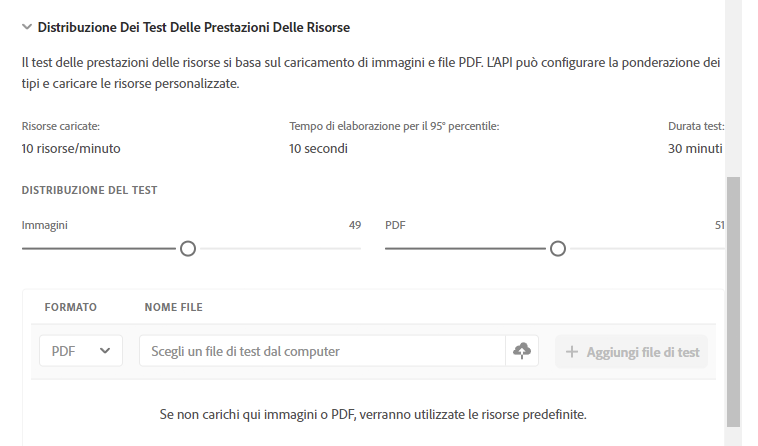 Distribuzione Dei Test Delle Prestazioni Delle Risorse
Il test delle prestazioni delle risorse si basa sul caricamento di immagini e file PDF. L'API può configurare la ponderazione dei
tipi e caricare le risorse personalizzate.
Risorse caricate:
10 risorse/minuto
Tempo di elaborazione per il 95° percentile:
10 secondi
Durata test:
30 minuti
DISTRIBUZIONE DEL TEST
Immagini 49
PDF 51
FORMATO NOME FILE
PDF Scegli un file di test dal computer Aggiungi file di test
Se non carichi qui immagini o PDF, verranno utilizzate le risorse predefinite.